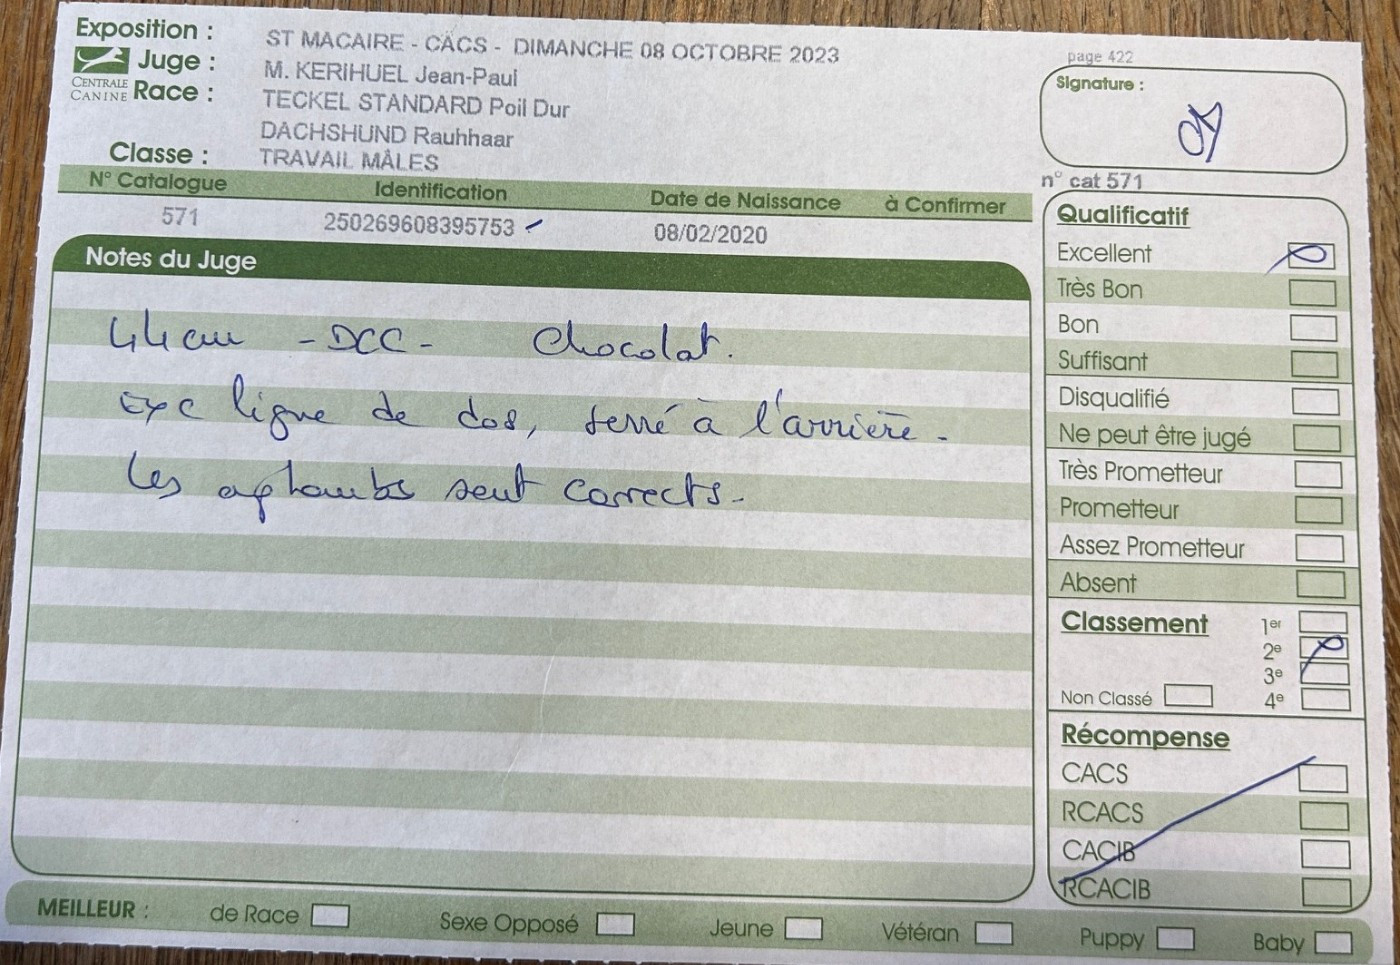 Exposition : ST MACAIRE - CACS - DIMANCHE 08 OCTOBRE 2023
Juge : M. KERIHUEL Jean-Paul
CENTRALE CANINE
Race : TECKEL STANDARD Poil Dur
DACHSHUND Rauhhaar
Classe : TRAVAIL MÂLES
N° Catalogue Identification Date de Naissance à Confirmer
571 250269608395753 08/02/2020
Notes du Juge
44 cm - DCC - Chocolat.
Exc ligne de dos, serré à l'arrière -
Les aplombs sont corrects -
page 422
Signature :
n° cat 571
Qualificatif
Excellent
Très Bon
Bon
Suffisant
Disqualifié
Ne peut être jugé
Très Prometteur
Prometteur
Assez Prometteur
Absent
Classement 1er
2e
3e
Non Classé 4e
Récompense
CACS
RCACS
CACIB
RCACIB
MEILLEUR : de Race Sexe Opposé Jeune Vétéran Puppy Baby